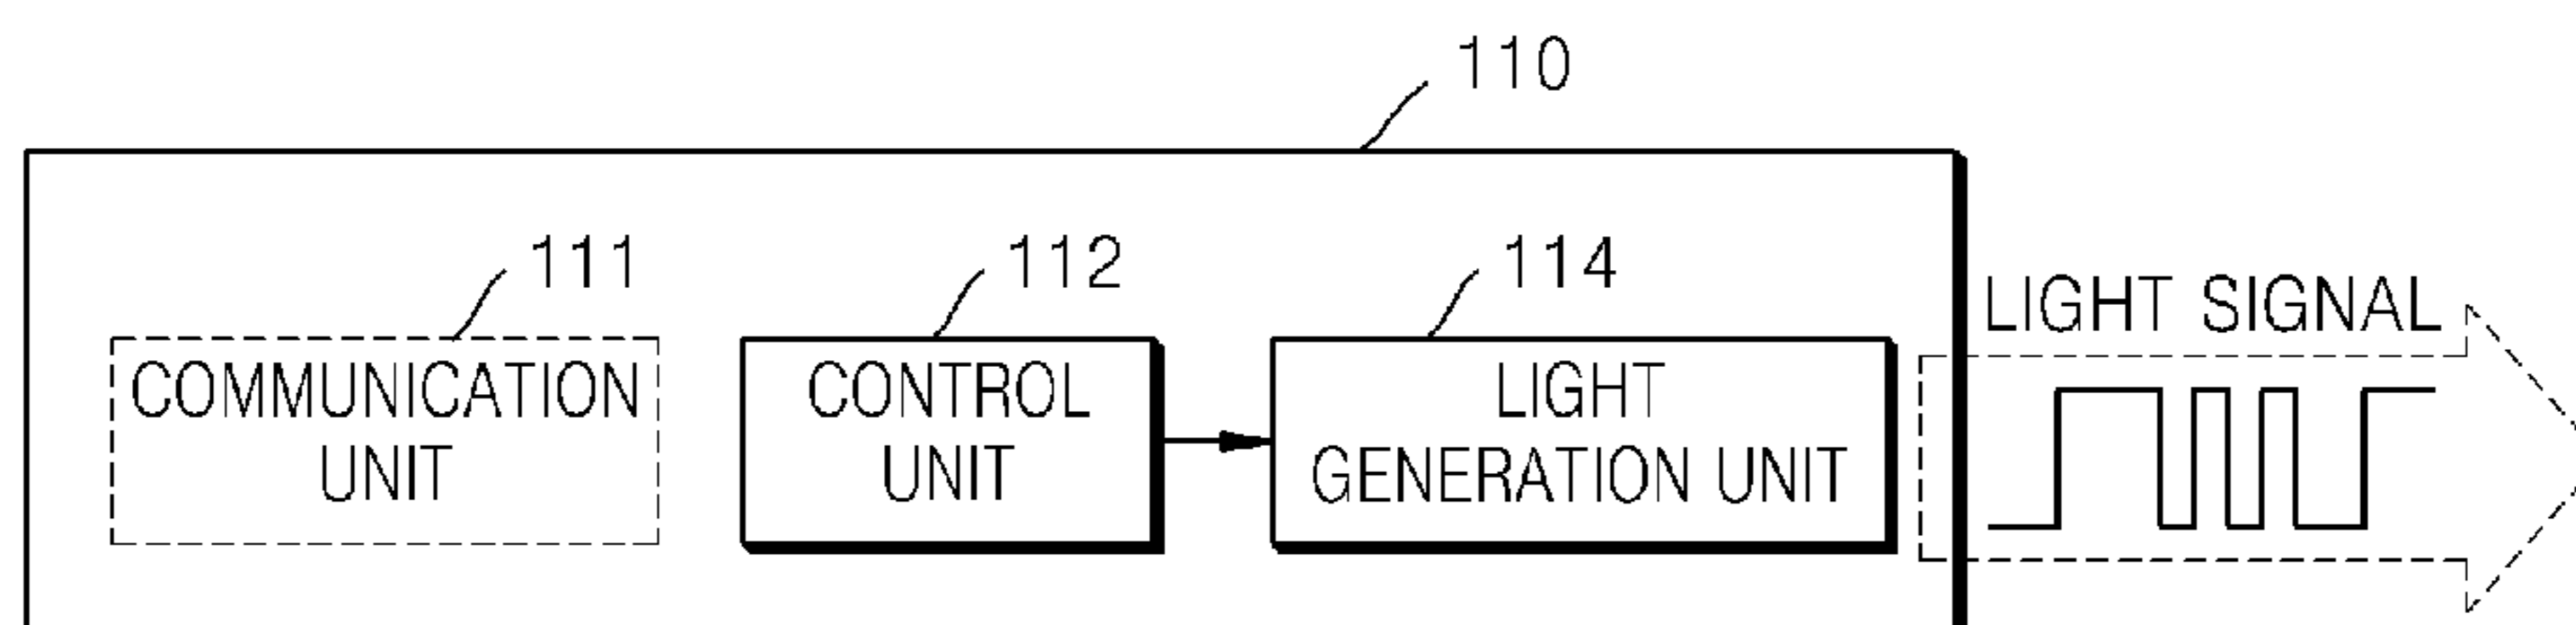 110
111
112
114
LIGHT SIGNAL
COMMUNICATION
UNIT
CONTROL
UNIT
LIGHT
GENERATION UNIT